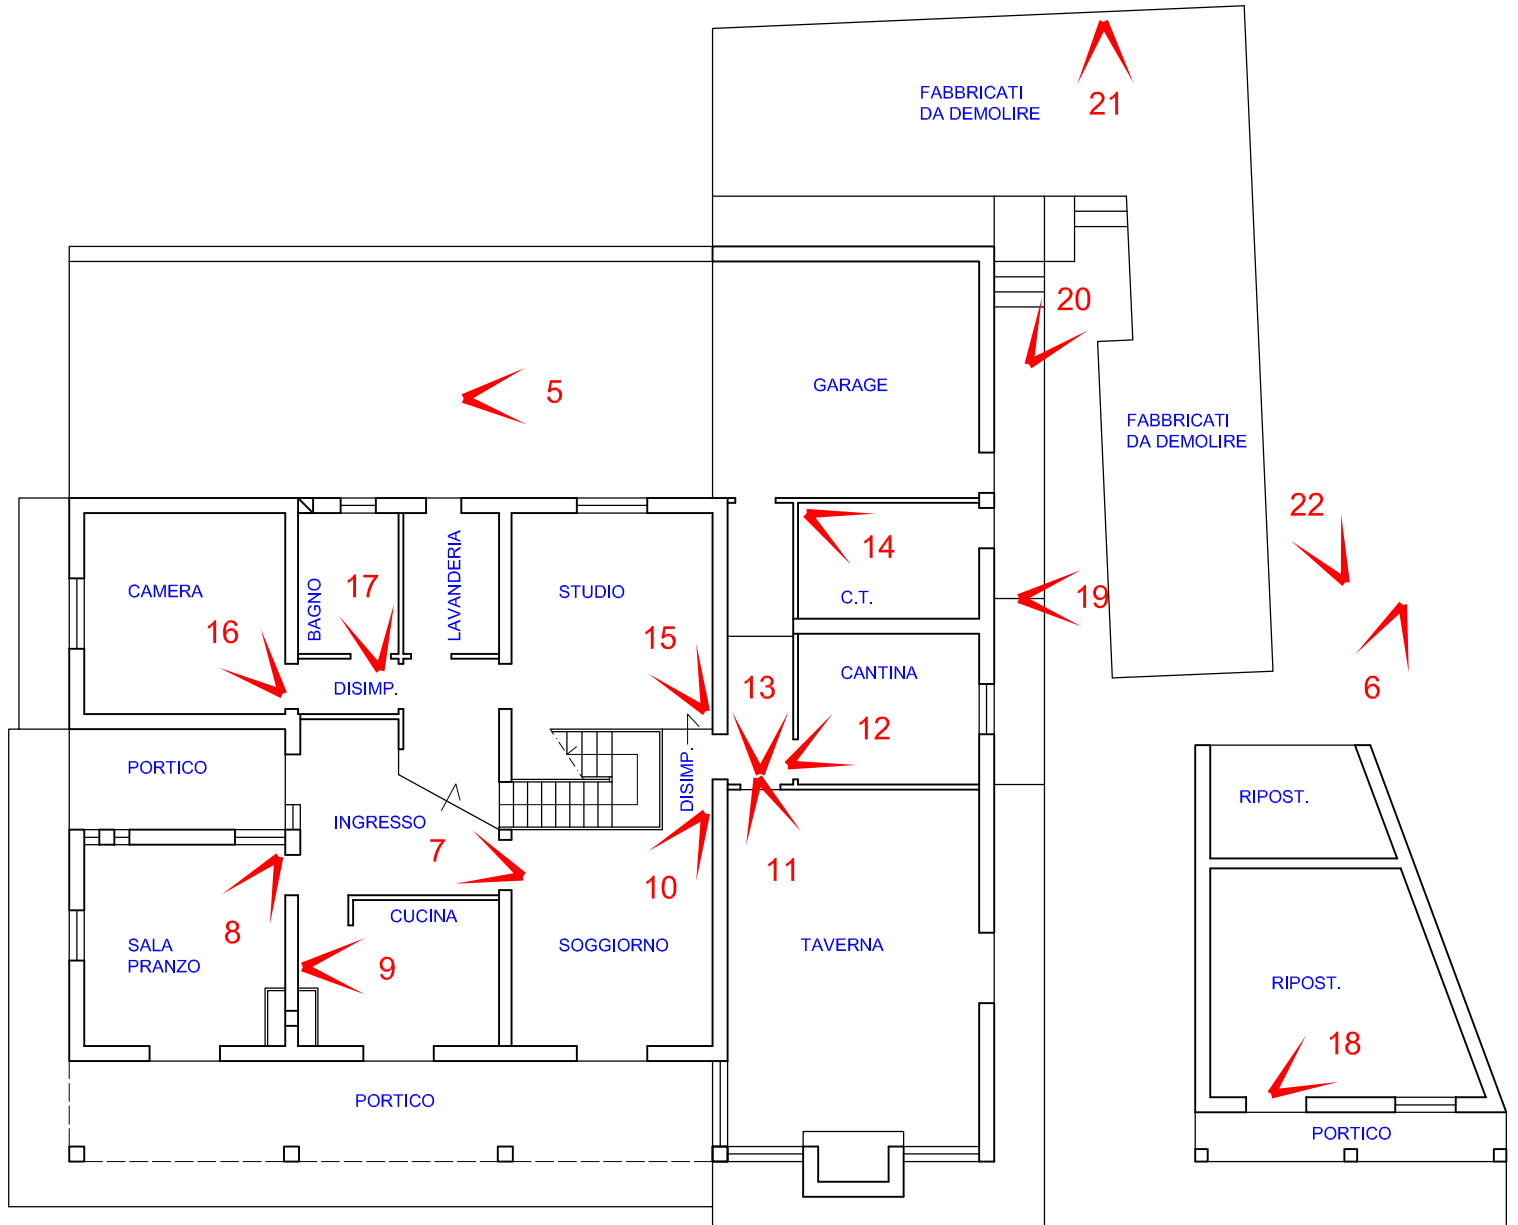 FABBRICATI
DA DEMOLIRE
21
20
5
GARAGE
FABBRICATI
DA DEMOLIRE
22
14
CAMERA
BAGNO
17
LAVANDERIA
STUDIO
C.T.
19
16
15
DISIMP.
13
CANTINA
6
12
PORTICO
DISIMP.
RIPOST.
INGRESSO
7
10
11
8
CUCINA
SALA
PRANZO
9
SOGGIORNO
TAVERNA
RIPOST.
18
PORTICO
PORTICO